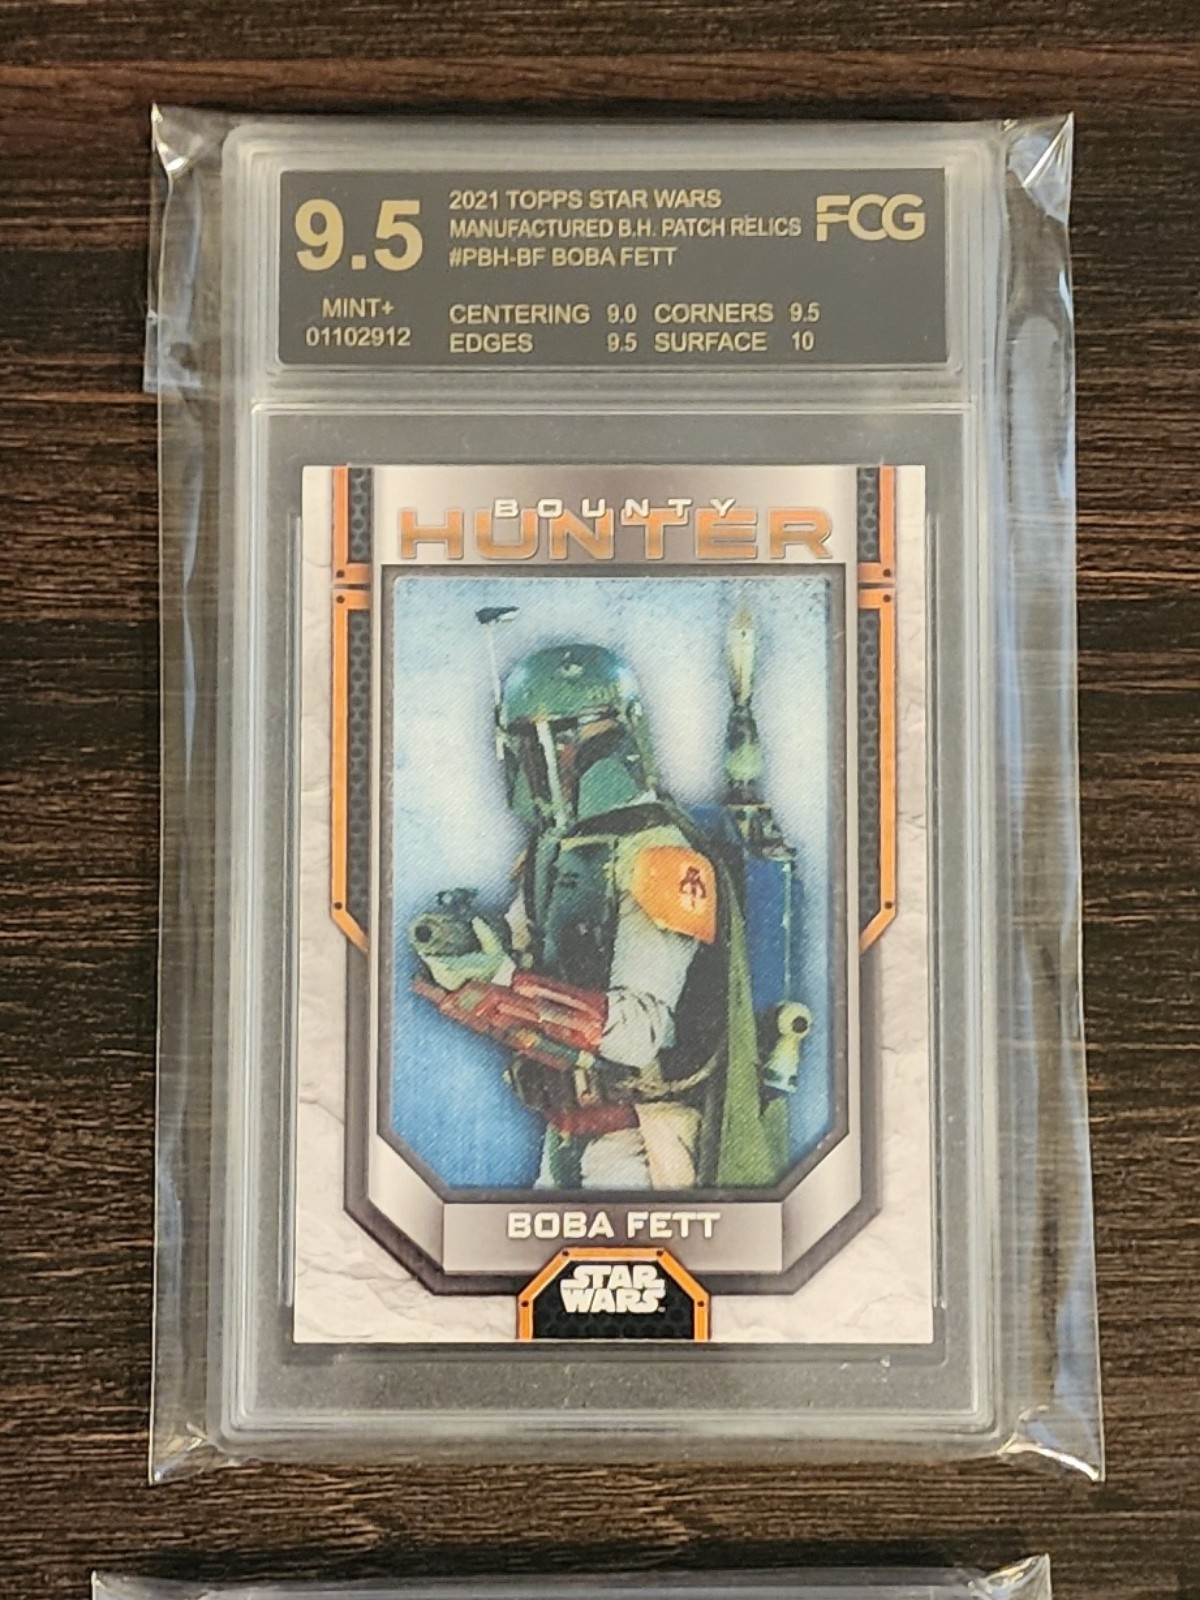 9.5
MINT+
01102912
2021 TOPPS STAR WARS
MANUFACTURED B.H. PATCH RELICS
#PBH-BF BOBA FETT
CENTERING 9.0 CORNERS 9.5
EDGES 9.5 SURFACE 10
FCG
BOUNTY
HUNTER
BOBA FETT
STAR
WARS